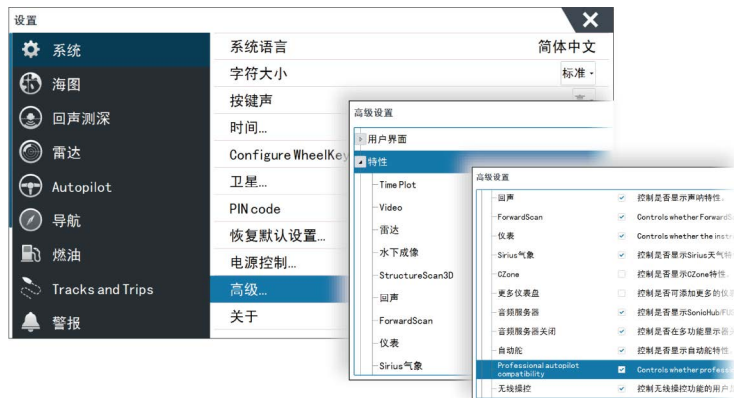 设置
系统
海图
回声测深
雷达
Autopilot
导航
燃油
Tracks and Trips
警报
系统语言 简体中文
字符大小 标准
按键声
时间...
Configure WheelKey
卫星...
PIN code
恢复默认设置...
电源控制...
高级...
关于
高级设置
用户界面
特性
Time Plot
Video
雷达
水下成像
StructureScan3D
回声
ForwardScan
仪表
Sirius气象
高级设置
回声 控制是否显示声呐特性。
ForwardScan Controls whether ForwardS
仪表 Controls whether the instr
Sirius气象 控制是否显示Sirius天气特
CZone 控制是否显示CZone特性。
更多仪表盘 控制是否可添加更多的仪表
音频服务器 控制是否显示SonicHub/FUS
音频服务器关闭 控制是否在多功能显示器
自动舵 控制是否显示自动舵特性。
Professional autopilot
compatibility Controls whether profess
无线操控 控制无线操控功能的用户